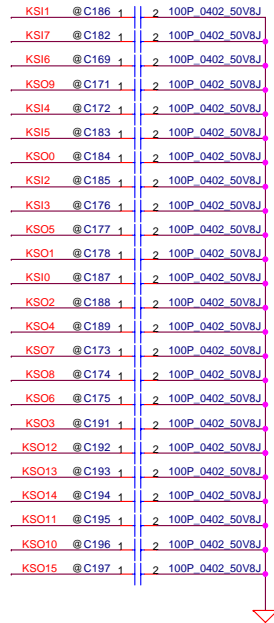 KSI1 @C186 1 2 100P_0402_50V8J
KSI7 @C182 1 2 100P_0402_50V8J
KSI6 @C169 1 2 100P_0402_50V8J
KSO9 @C171 1 2 100P_0402_50V8J
KSI4 @C172 1 2 100P_0402_50V8J
KSI5 @C183 1 2 100P_0402_50V8J
KSO0 @C184 1 2 100P_0402_50V8J
KSI2 @C185 1 2 100P_0402_50V8J
KSI3 @C176 1 2 100P_0402_50V8J
KSO5 @C177 1 2 100P_0402_50V8J
KSO1 @C178 1 2 100P_0402_50V8J
KSI0 @C187 1 2 100P_0402_50V8J
KSO2 @C188 1 2 100P_0402_50V8J
KSO4 @C189 1 2 100P_0402_50V8J
KSO7 @C173 1 2 100P_0402_50V8J
KSO8 @C174 1 2 100P_0402_50V8J
KSO6 @C175 1 2 100P_0402_50V8J
KSO3 @C191 1 2 100P_0402_50V8J
KSO12 @C192 1 2 100P_0402_50V8J
KSO13 @C193 1 2 100P_0402_50V8J
KSO14 @C194 1 2 100P_0402_50V8J
KSO11 @C195 1 2 100P_0402_50V8J
KSO10 @C196 1 2 100P_0402_50V8J
KSO15 @C197 1 2 100P_0402_50V8J